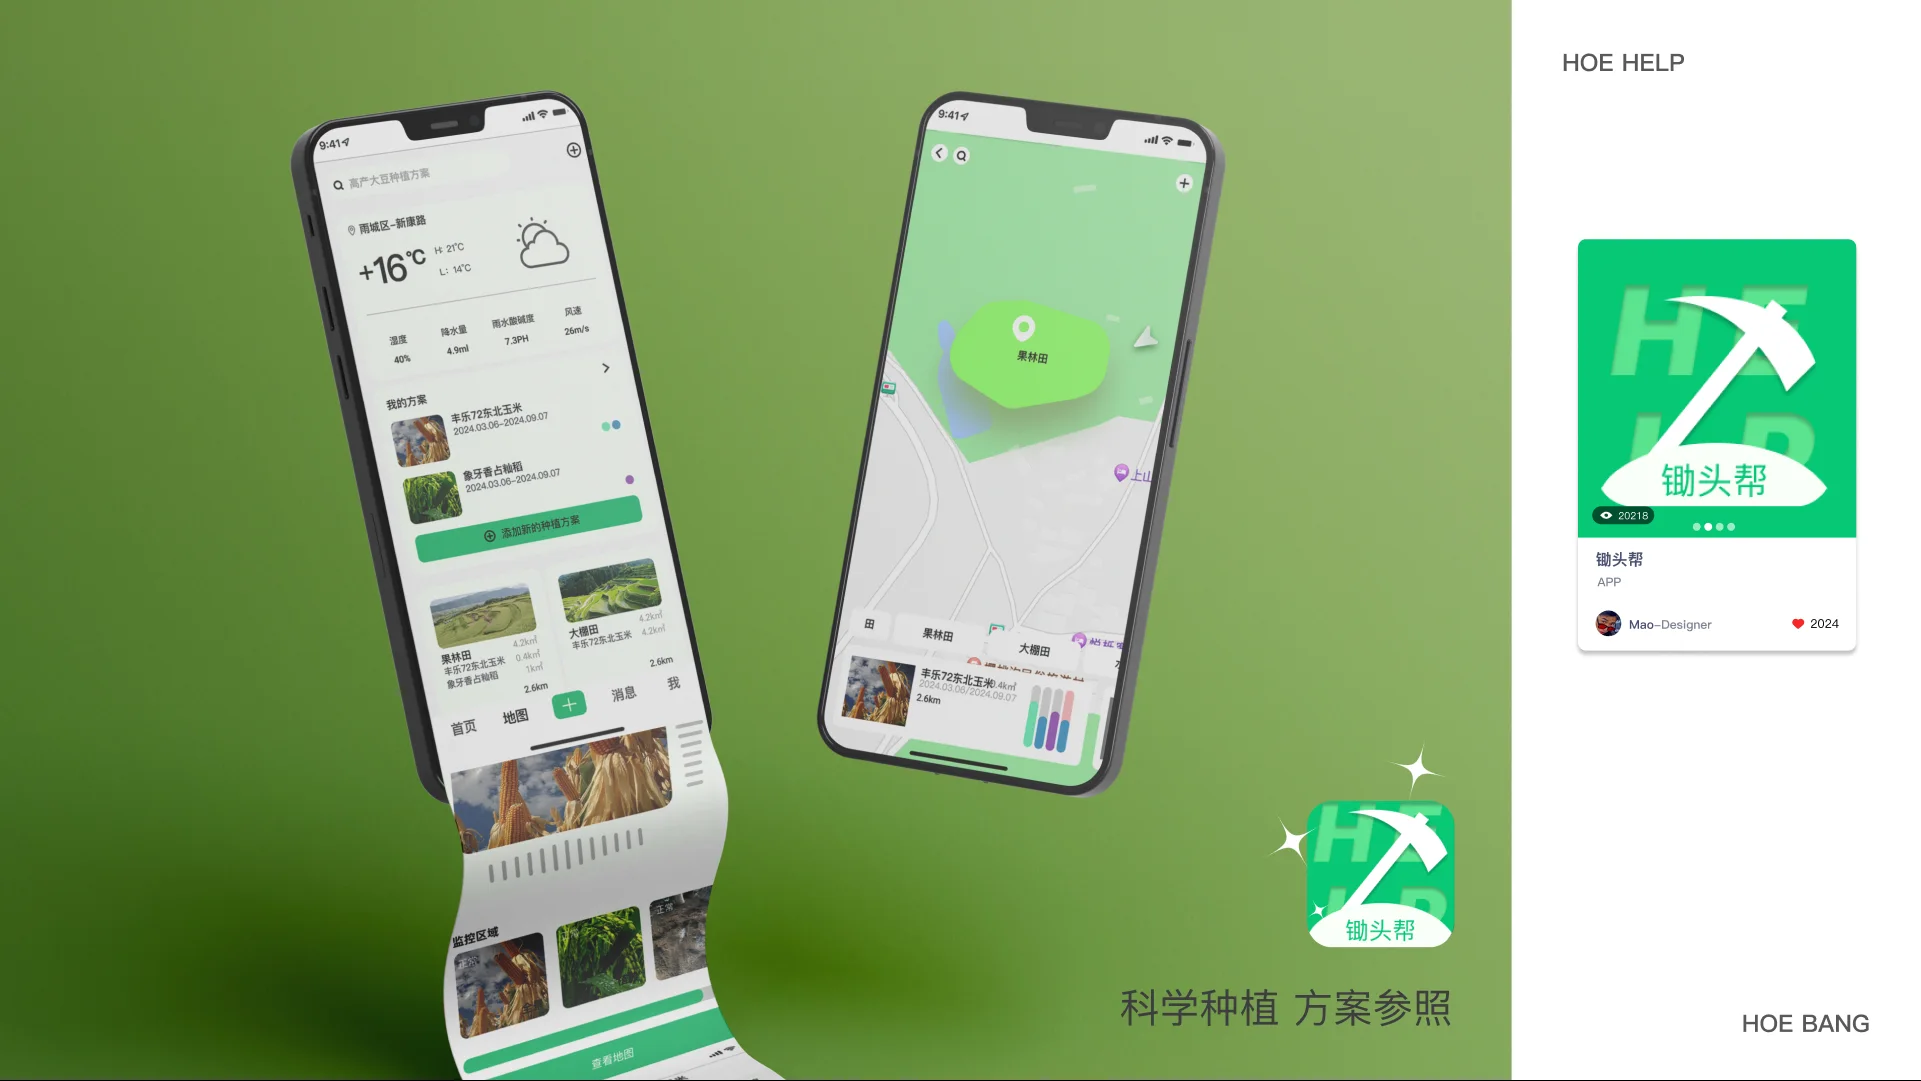 9:41
高产大豆种植方案
雨城区-新康路
+16℃
H: 21℃
L: 14℃
湿度
降水量
雨水酸碱度
风速
40%
4.9ml
7.3PH
26m/s
我的方案
丰乐72东北玉米
2024.03.06-2024.09.07
象牙香占籼稻
2024.03.06-2024.09.07
添加新的种植方案
果林田
4.2k㎡
丰乐72东北玉米
0.4k㎡
象牙香占籼稻
1k㎡
2.6km
大棚田
4.2k㎡
丰乐72东北玉米
4.2k㎡
2.6km
首页
地图
消息
我
监控区域
正常
正常
查看地图
9:41
果林田
上山
田
果林田
大棚田
丰乐72东北玉米
0.4k㎡
2024.03.06/2024.09.07
2.6km
HE
锄头帮
科学种植 方案参照
HOE HELP
HE
锄头帮
20218
锄头帮
APP
Mao-Designer
2024
HOE BANG